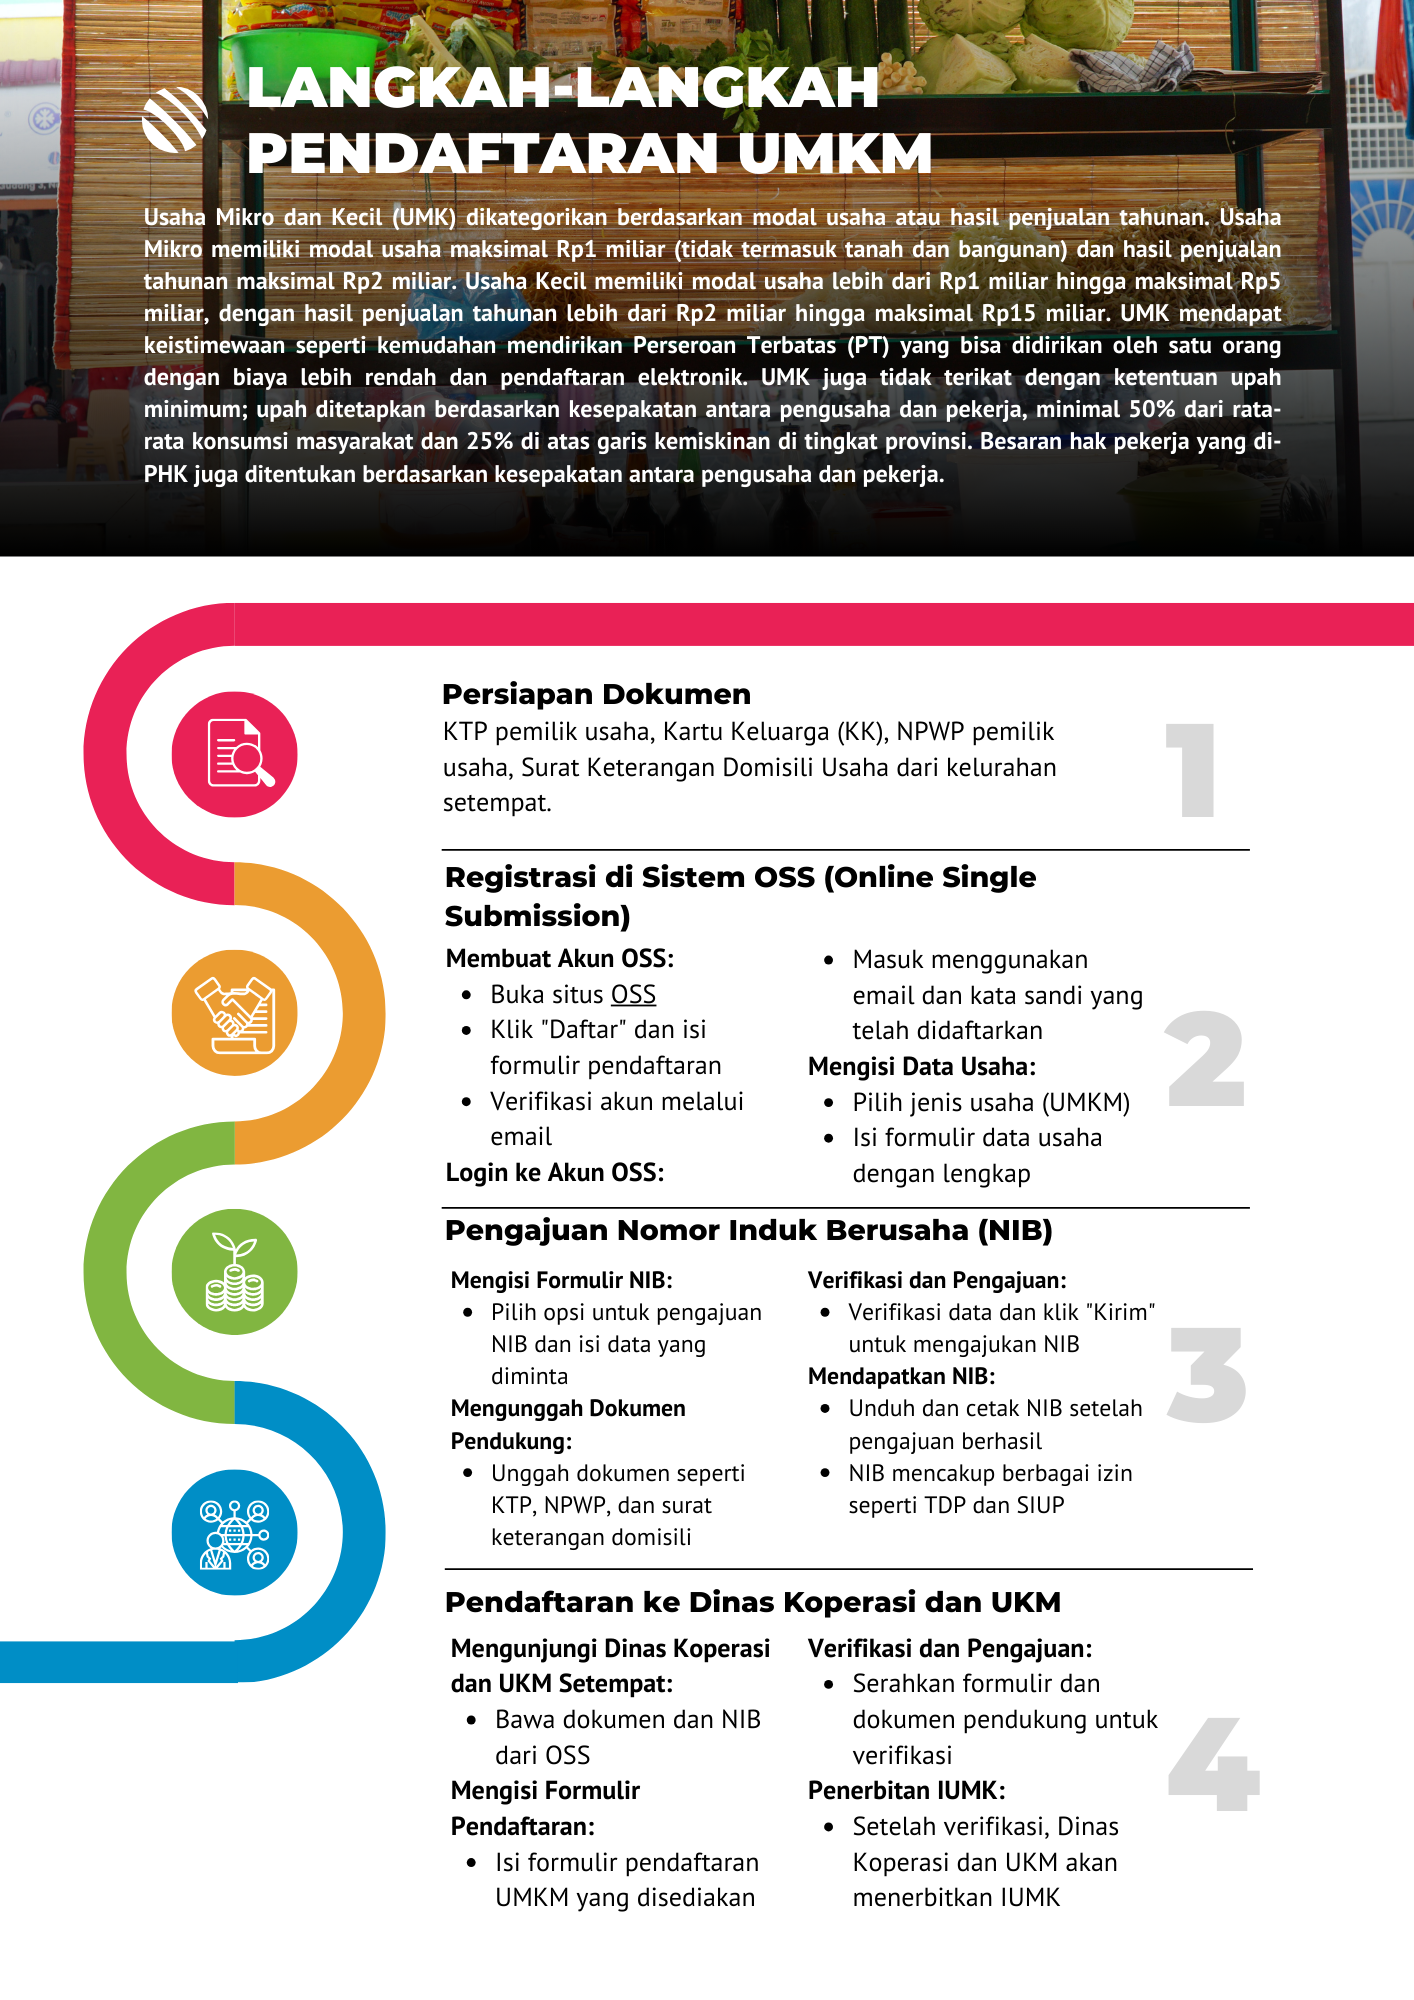 LANGKAH-LANGKAH
PENDAFTARAN UMKM
Usaha Mikro dan Kecil (UMK) dikategorikan berdasarkan modal usaha atau hasil penjualan tahunan. Usaha
Mikro memiliki modal usaha maksimal Rp1 miliar (tidak termasuk tanah dan bangunan) dan hasil penjualan
tahunan maksimal Rp2 miliar. Usaha Kecil memiliki modal usaha lebih dari Rp1 miliar hingga maksimal Rp5
miliar, dengan hasil penjualan tahunan lebih dari Rp2 miliar hingga maksimal Rp15 miliar. UMK mendapat
keistimewaan seperti kemudahan mendirikan Perseroan Terbatas (PT) yang bisa didirikan oleh satu orang
dengan biaya lebih rendah dan pendaftaran elektronik. UMK juga tidak terikat dengan ketentuan upah
minimum; upah ditetapkan berdasarkan kesepakatan antara pengusaha dan pekerja, minimal 50% dari rata-
rata konsumsi masyarakat dan 25% di atas garis kemiskinan di tingkat provinsi. Besaran hak pekerja yang di-
PHK juga ditentukan berdasarkan kesepakatan antara pengusaha dan pekerja.
Persiapan Dokumen
KTP pemilik usaha, Kartu Keluarga (KK), NPWP pemilik
usaha, Surat Keterangan Domisili Usaha dari kelurahan
setempat.
1
Registrasi di Sistem OSS (Online Single
Submission)
Membuat Akun OSS:
• Buka situs OSS
• Klik "Daftar" dan isi
formulir pendaftaran
• Verifikasi akun melalui
email
Login ke Akun OSS:
• Masuk menggunakan
email dan kata sandi yang
telah didaftarkan
Mengisi Data Usaha:
• Pilih jenis usaha (UMKM)
• Isi formulir data usaha
dengan lengkap
2
Pengajuan Nomor Induk Berusaha (NIB)
Mengisi Formulir NIB:
• Pilih opsi untuk pengajuan
NIB dan isi data yang
diminta
Mengunggah Dokumen
Pendukung:
• Unggah dokumen seperti
KTP, NPWP, dan surat
keterangan domisili
Verifikasi dan Pengajuan:
• Verifikasi data dan klik "Kirim"
untuk mengajukan NIB
Mendapatkan NIB:
• Unduh dan cetak NIB setelah
pengajuan berhasil
• NIB mencakup berbagai izin
seperti TDP dan SIUP
3
Pendaftaran ke Dinas Koperasi dan UKM
Mengunjungi Dinas Koperasi
dan UKM Setempat:
• Bawa dokumen dan NIB
dari OSS
Mengisi Formulir
Pendaftaran:
• Isi formulir pendaftaran
UMKM yang disediakan
Verifikasi dan Pengajuan:
• Serahkan formulir dan
dokumen pendukung untuk
verifikasi
Penerbitan IUMK:
• Setelah verifikasi, Dinas
Koperasi dan UKM akan
menerbitkan IUMK
4